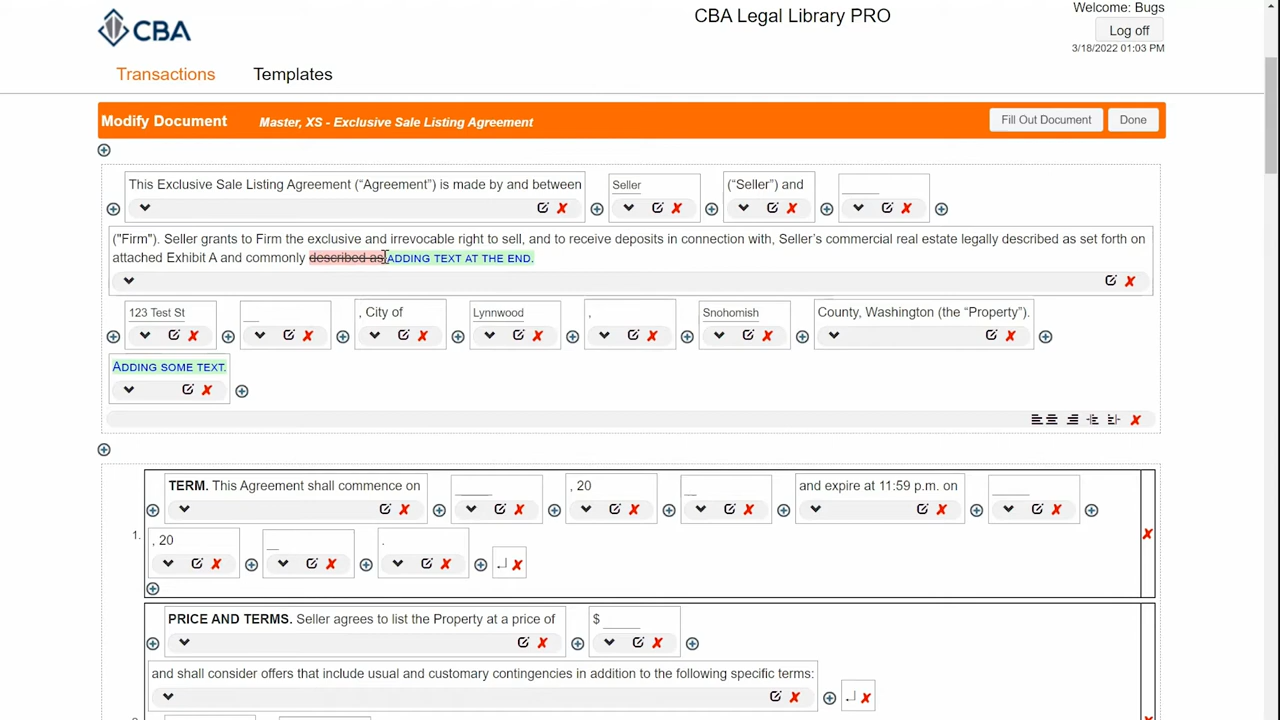 CBA
CBA Legal Library PRO
Welcome: Bugs
Log off
3/18/2022 01:03 PM
Transactions Templates
Modify Document Master, XS - Exclusive Sale Listing Agreement Fill Out Document Done
This Exclusive Sale Listing Agreement (“Agreement”) is made by and between Seller (“Seller”) and ______
("Firm"). Seller grants to Firm the exclusive and irrevocable right to sell, and to receive deposits in connection with, Seller’s commercial real estate legally described as set forth on
attached Exhibit A and commonly described as ADDING TEXT AT THE END.
123 Test St __ , City of Lynnwood , Snohomish County, Washington (the “Property”).
ADDING SOME TEXT.
1. TERM. This Agreement shall commence on ______ , 20 __ and expire at 11:59 p.m. on ______
, 20 __ .
PRICE AND TERMS. Seller agrees to list the Property at a price of $ ______
and shall consider offers that include usual and customary contingencies in addition to the following specific terms: